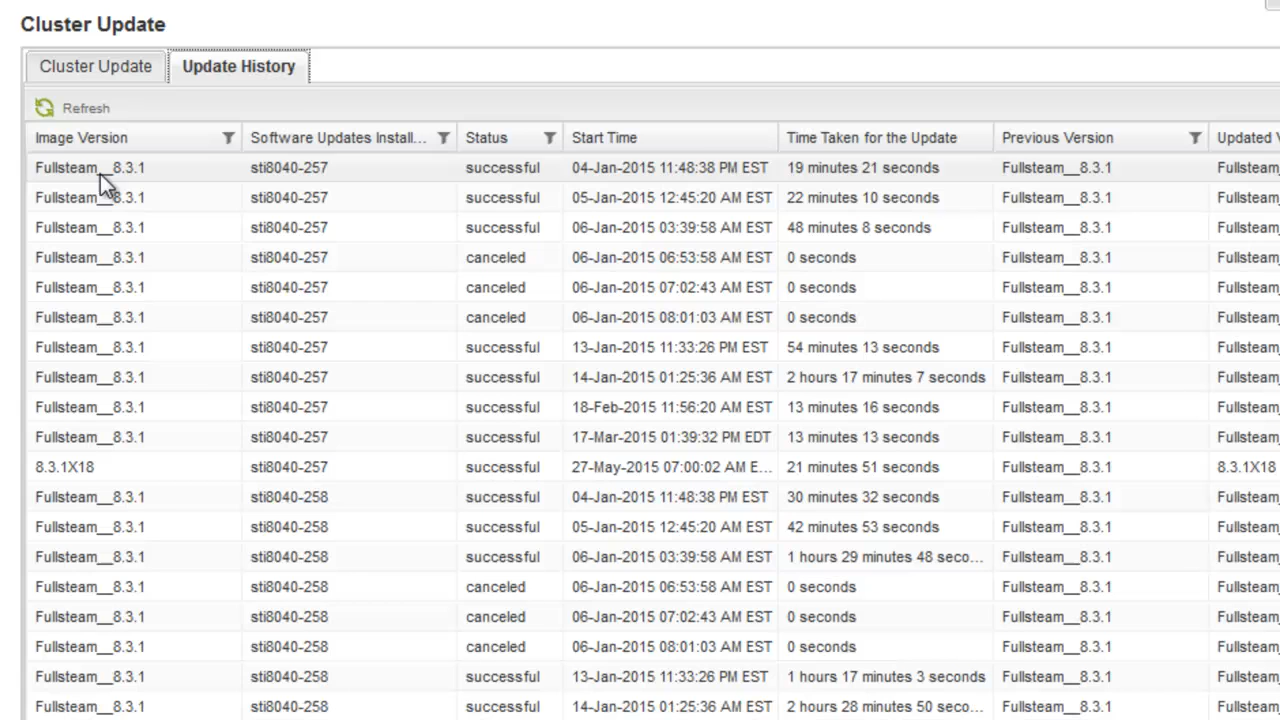 Cluster Update
Cluster Update Update History
Refresh
Image Version Software Updates Install... Status Start Time Time Taken for the Update Previous Version Updated V
Fullsteam__8.3.1 sti8040-257 successful 04-Jan-2015 11:48:38 PM EST 19 minutes 21 seconds Fullsteam__8.3.1 Fullsteam_
Fullsteam__8.3.1 sti8040-257 successful 05-Jan-2015 12:45:20 AM EST 22 minutes 10 seconds Fullsteam__8.3.1 Fullsteam_
Fullsteam__8.3.1 sti8040-257 successful 06-Jan-2015 03:39:58 AM EST 48 minutes 8 seconds Fullsteam__8.3.1 Fullsteam_
Fullsteam__8.3.1 sti8040-257 canceled 06-Jan-2015 06:53:58 AM EST 0 seconds Fullsteam__8.3.1 Fullsteam_
Fullsteam__8.3.1 sti8040-257 canceled 06-Jan-2015 07:02:43 AM EST 0 seconds Fullsteam__8.3.1 Fullsteam_
Fullsteam__8.3.1 sti8040-257 canceled 06-Jan-2015 08:01:03 AM EST 0 seconds Fullsteam__8.3.1 Fullsteam_
Fullsteam__8.3.1 sti8040-257 successful 13-Jan-2015 11:33:26 PM EST 54 minutes 13 seconds Fullsteam__8.3.1 Fullsteam_
Fullsteam__8.3.1 sti8040-257 successful 14-Jan-2015 01:25:36 AM EST 2 hours 17 minutes 7 seconds Fullsteam__8.3.1 Fullsteam_
Fullsteam__8.3.1 sti8040-257 successful 18-Feb-2015 11:56:20 AM EST 13 minutes 16 seconds Fullsteam__8.3.1 Fullsteam_
Fullsteam__8.3.1 sti8040-257 successful 17-Mar-2015 01:39:32 PM EDT 13 minutes 13 seconds Fullsteam__8.3.1 Fullsteam_
8.3.1X18 sti8040-257 successful 27-May-2015 07:00:02 AM E... 21 minutes 51 seconds Fullsteam__8.3.1 8.3.1X18
Fullsteam__8.3.1 sti8040-258 successful 04-Jan-2015 11:48:38 PM EST 30 minutes 32 seconds Fullsteam__8.3.1 Fullsteam_
Fullsteam__8.3.1 sti8040-258 successful 05-Jan-2015 12:45:20 AM EST 42 minutes 53 seconds Fullsteam__8.3.1 Fullsteam_
Fullsteam__8.3.1 sti8040-258 successful 06-Jan-2015 03:39:58 AM EST 1 hours 29 minutes 48 seco... Fullsteam__8.3.1 Fullsteam_
Fullsteam__8.3.1 sti8040-258 canceled 06-Jan-2015 06:53:58 AM EST 0 seconds Fullsteam__8.3.1 Fullsteam_
Fullsteam__8.3.1 sti8040-258 canceled 06-Jan-2015 07:02:43 AM EST 0 seconds Fullsteam__8.3.1 Fullsteam_
Fullsteam__8.3.1 sti8040-258 canceled 06-Jan-2015 08:01:03 AM EST 0 seconds Fullsteam__8.3.1 Fullsteam_
Fullsteam__8.3.1 sti8040-258 successful 13-Jan-2015 11:33:26 PM EST 1 hours 17 minutes 3 seconds Fullsteam__8.3.1 Fullsteam_
Fullsteam__8.3.1 sti8040-258 successful 14-Jan-2015 01:25:36 AM EST 2 hours 28 minutes 50 seco... Fullsteam__8.3.1 Fullsteam_